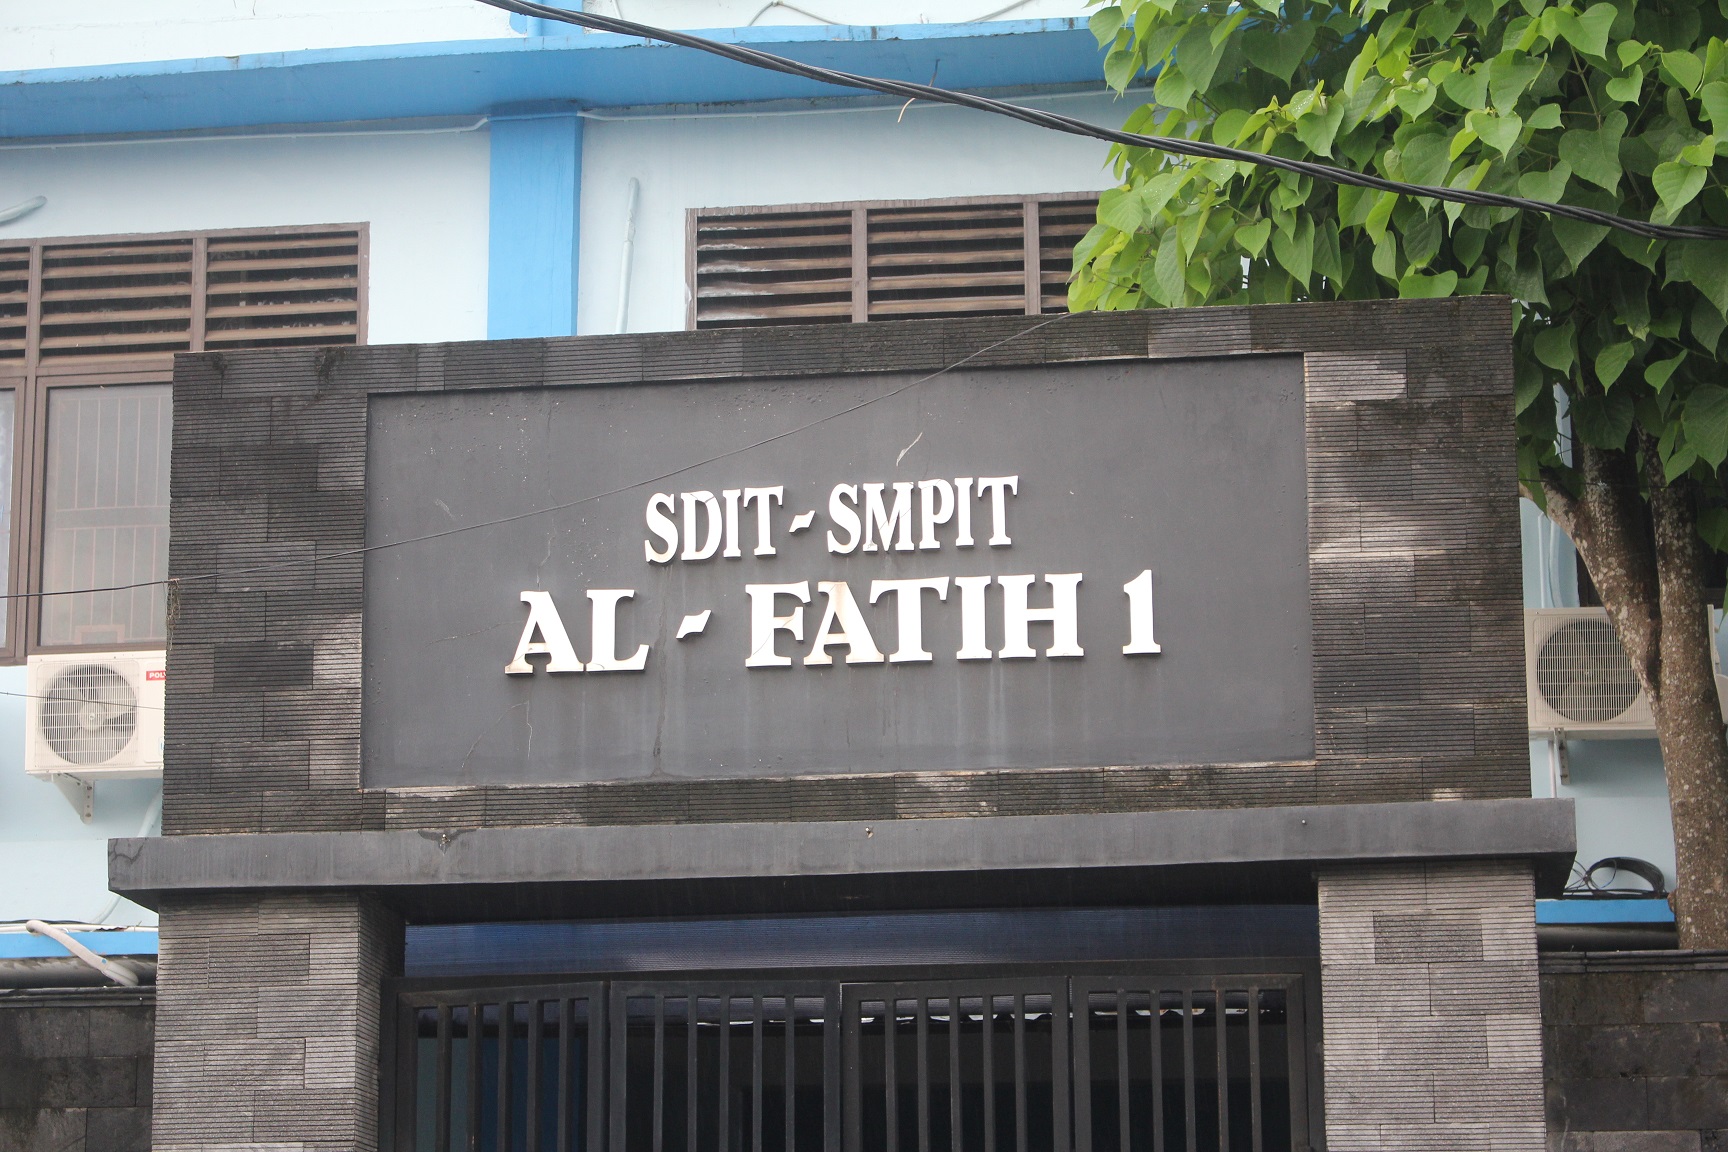 SDIT - SMPIT
AL - FATIH 1